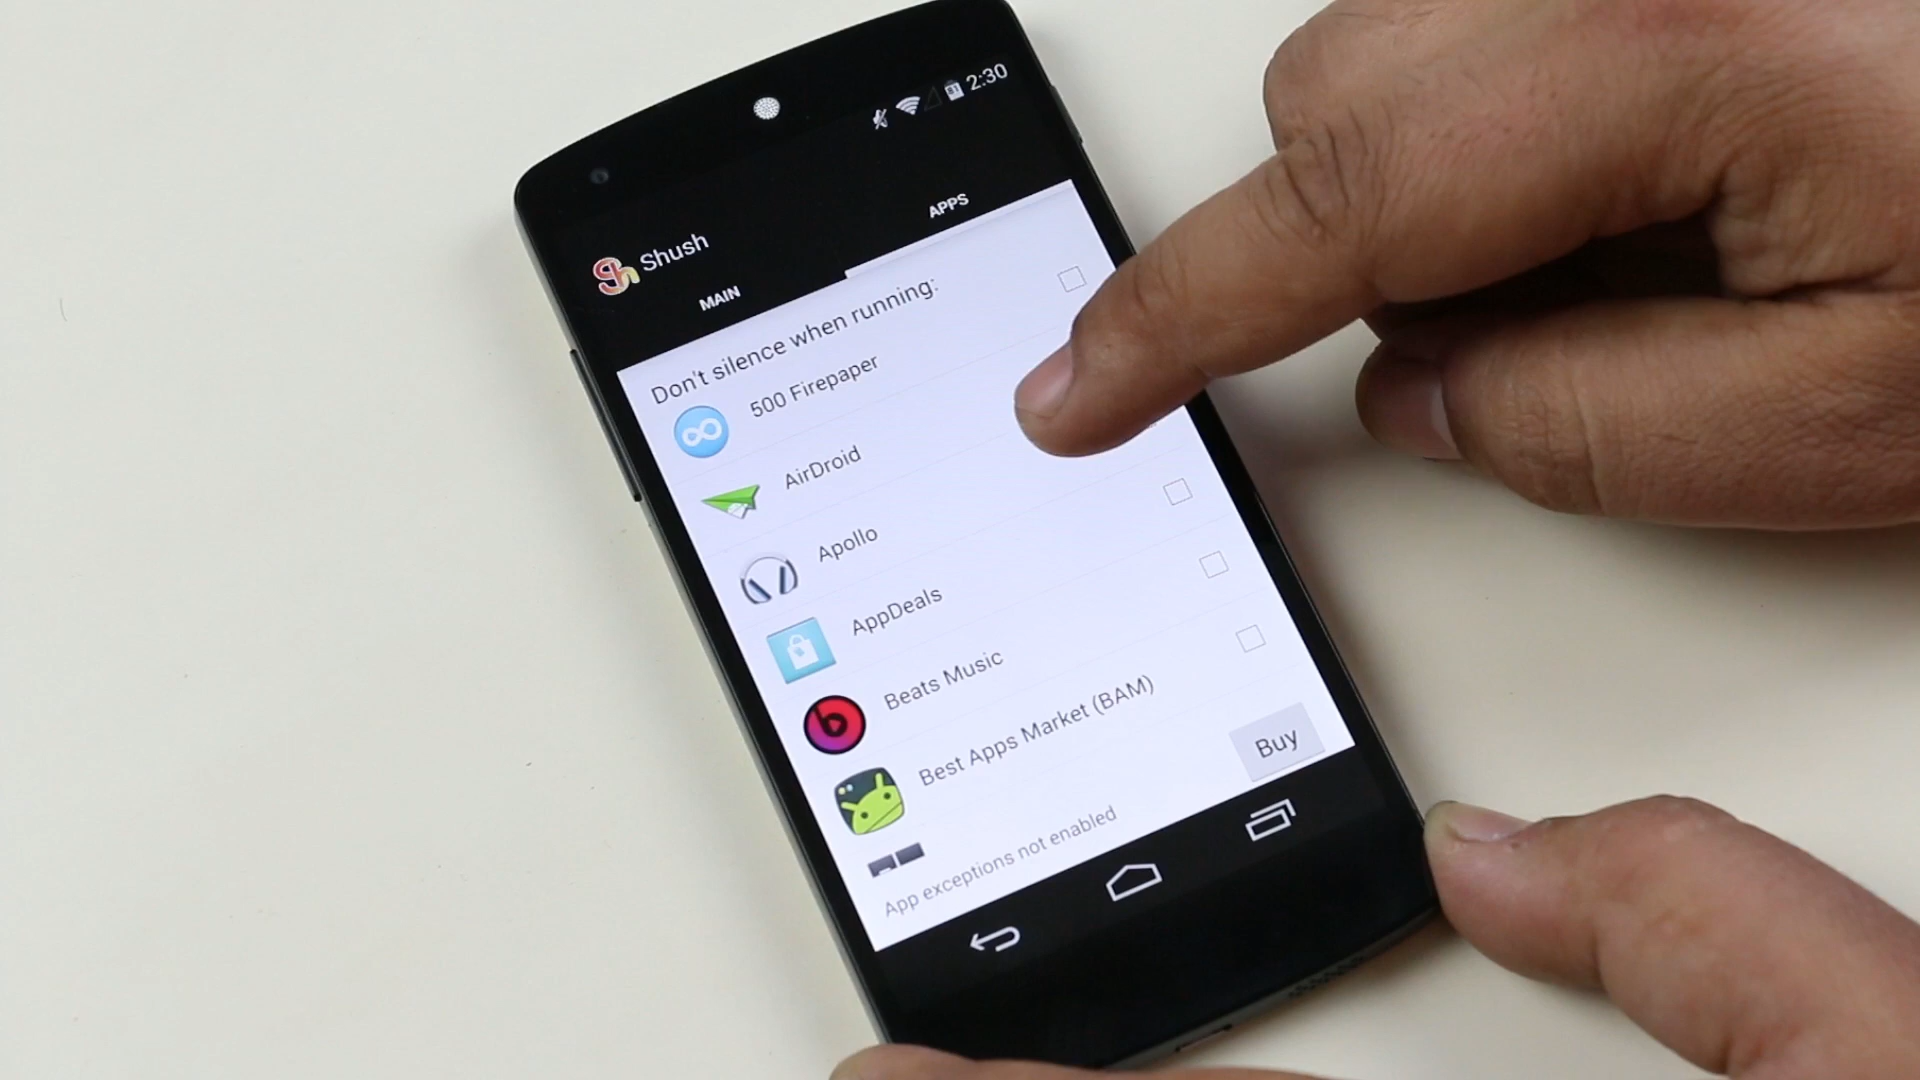 2:30
Shush
MAIN
APPS
Don't silence when running:
500 Firepaper
AirDroid
Apollo
AppDeals
Beats Music
Best Apps Market (BAM)
App exceptions not enabled
Buy